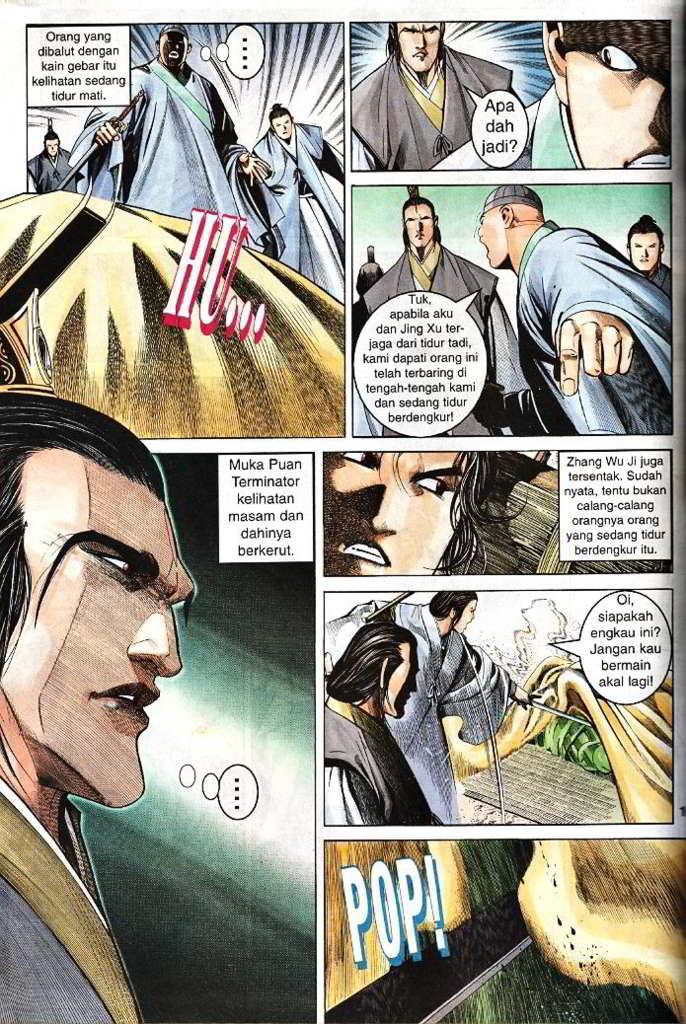 Orang yang
dibalut dengan
kain gebar itu
kelihatan sedang
tidur mati.
HU...
Apa
dah
jadi?
Tuk,
apabila aku
dan Jing Xu ter-
jaga dari tidur tadi,
kami dapati orang ini
telah terbaring di
tengah-tengah kami
dan sedang tidur
berdengkur!
Muka Puan
Terminator
kelihatan
masam dan
dahinya
berkerut.
Zhang Wu Ji juga
tersentak. Sudah
nyata, tentu bukan
calang-calang
orangnya orang
yang sedang tidur
berdengkur itu.
Oi,
siapakah
engkau ini?
Jangan kau
bermain
akal lagi!
POP!